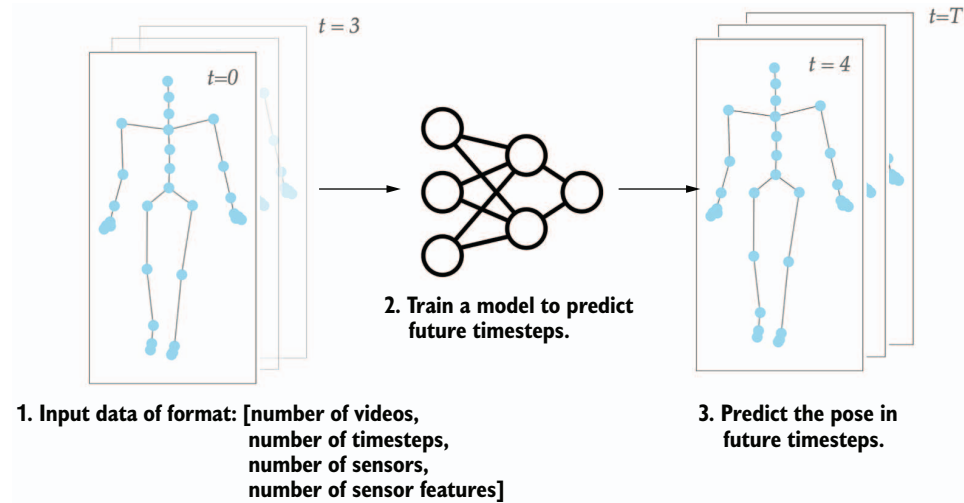 t = 3
t=0
t=T
t = 4
2. Train a model to predict
future timesteps.
1. Input data of format: [number of videos,
number of timesteps,
number of sensors,
number of sensor features]
3. Predict the pose in
future timesteps.